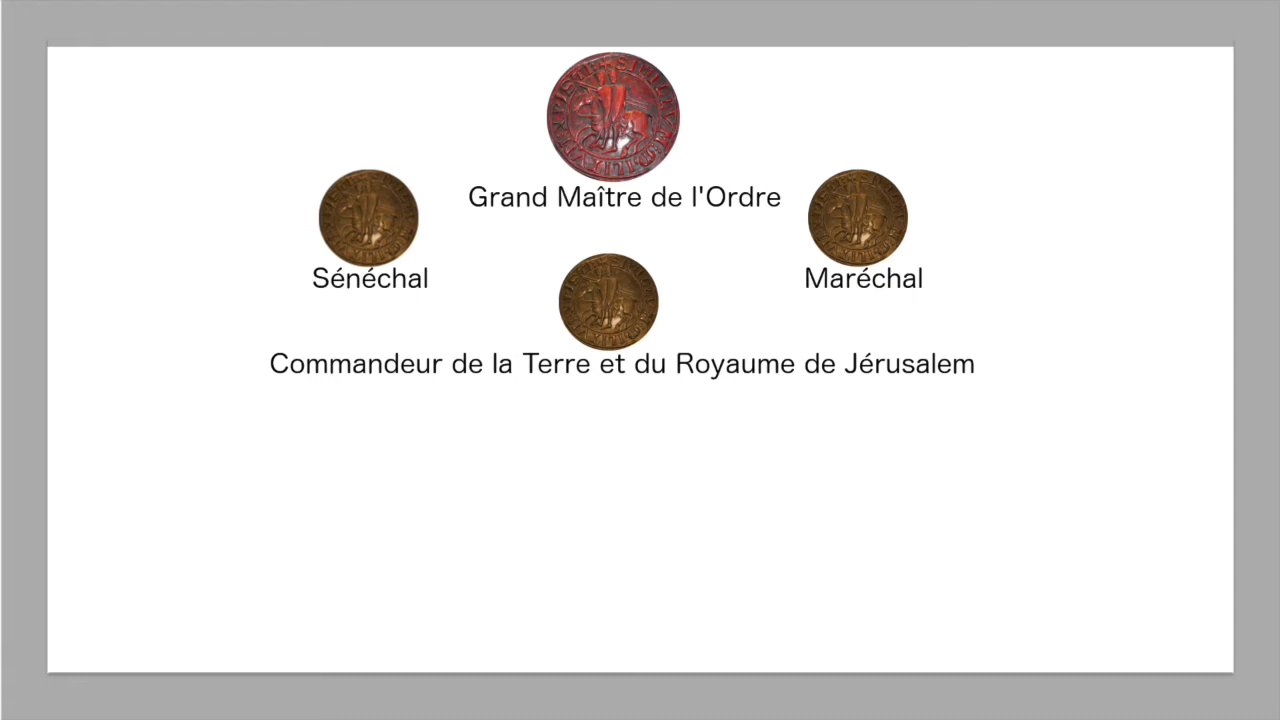 Grand Maître de l'Ordre
Sénéchal
Maréchal
Commandeur de la Terre et du Royaume de Jérusalem